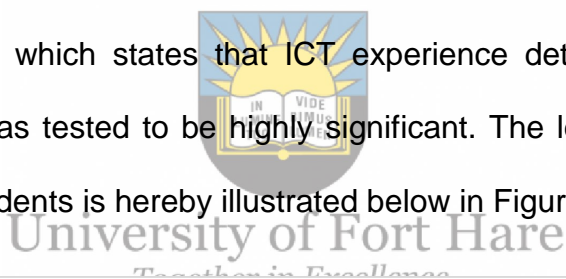 which states that ICT experience det
as tested to be highly significant. The l
dents is hereby illustrated below in Figur
IN VIDE
DIMUS
University of Fort Hare
Together in Excellence